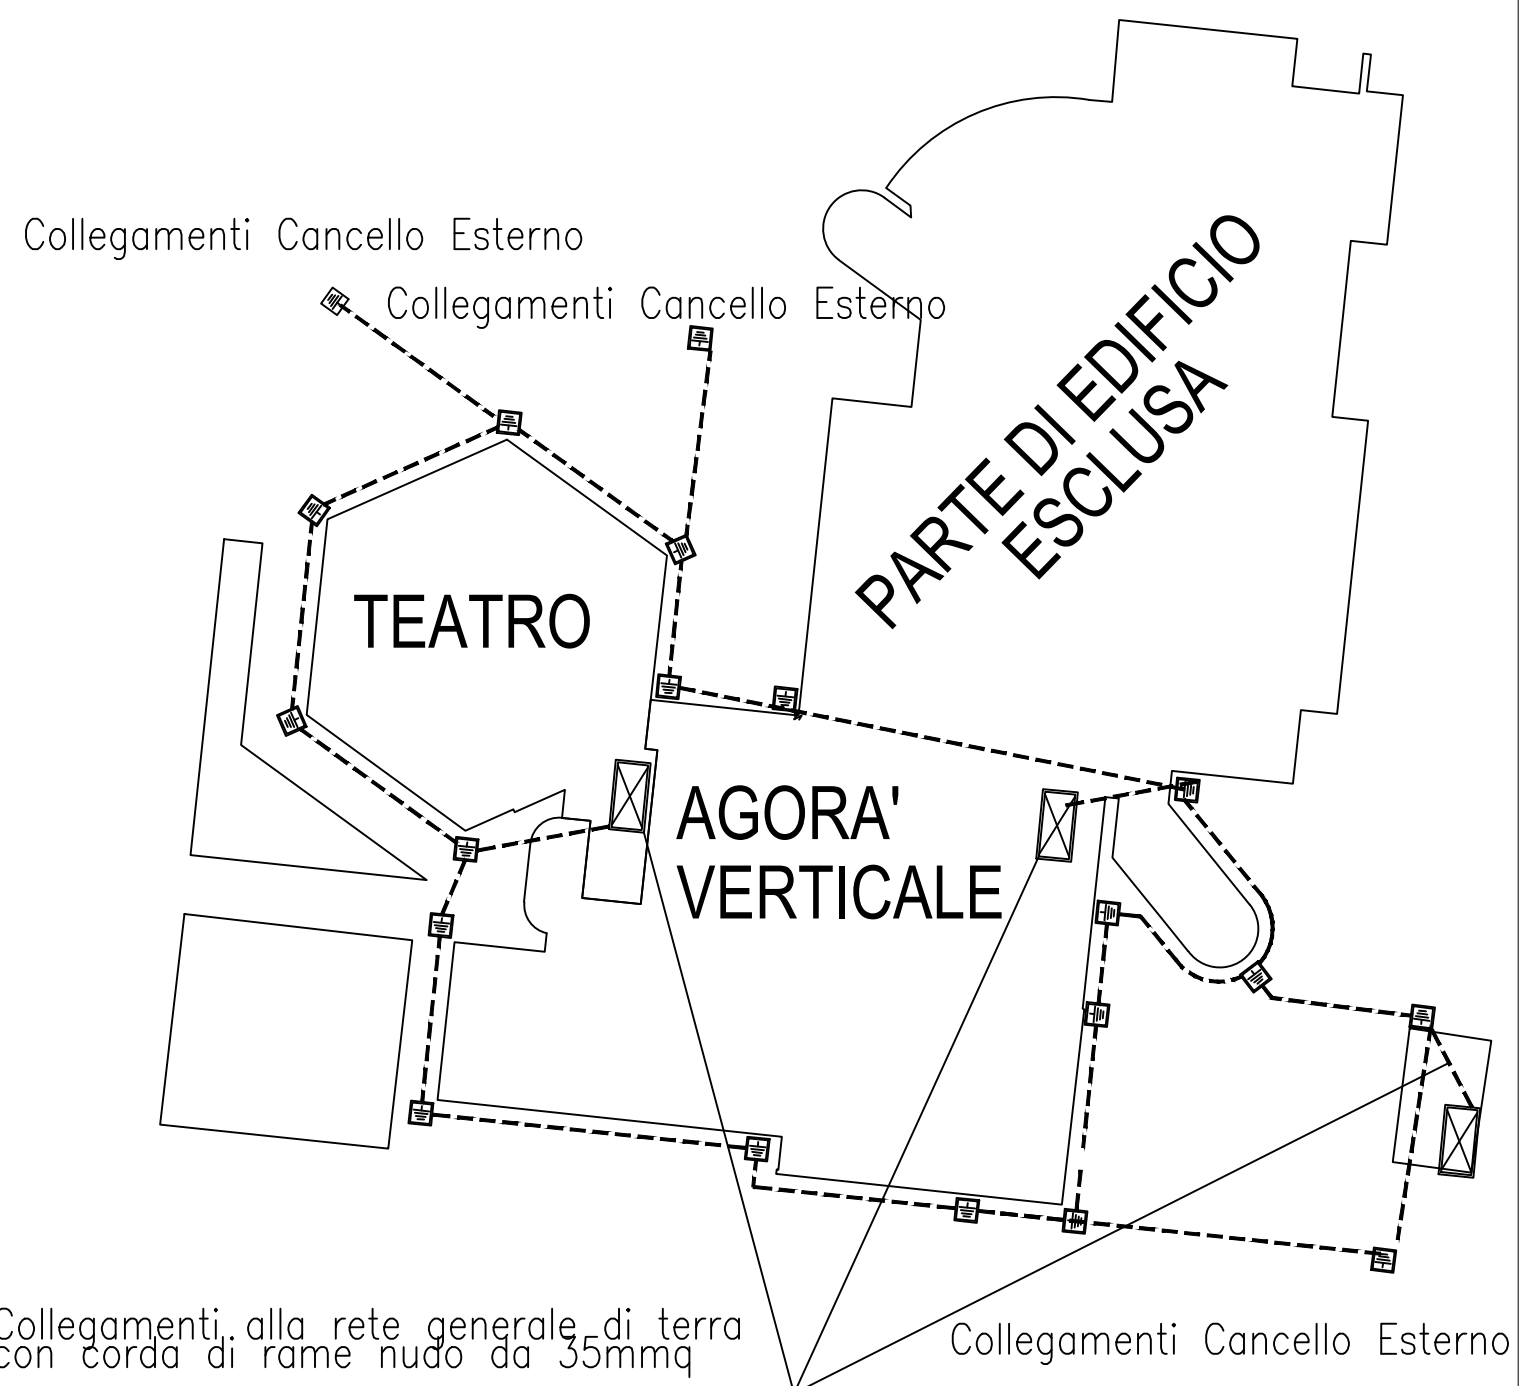 Collegamenti Cancello Esterno
Collegamenti Cancello Esterno
PARTE DI EDIFICIO
ESCLUSA
TEATRO
AGORA'
VERTICALE
Collegamenti alla rete generale di terra
con corda di rame nudo da 35mmq
Collegamenti Cancello Esterno